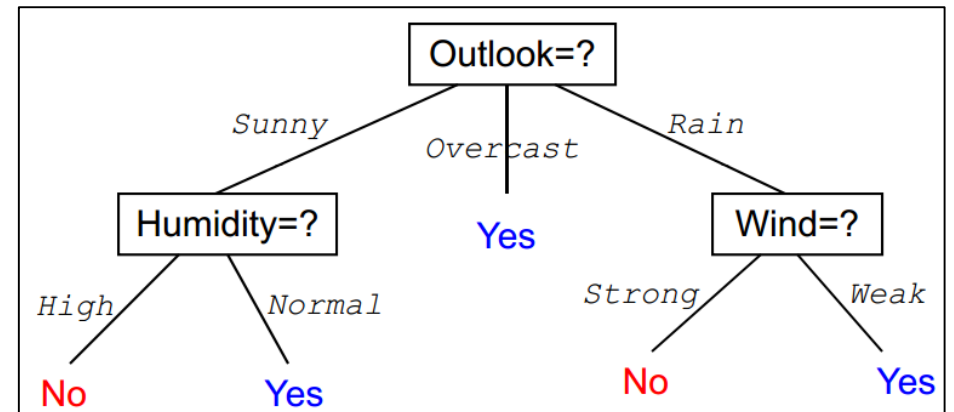 Outlook=?
Sunny
Overcast
Rain
Humidity=?
Yes
Wind=?
High
Normal
Strong
Weak
No
Yes
No
Yes